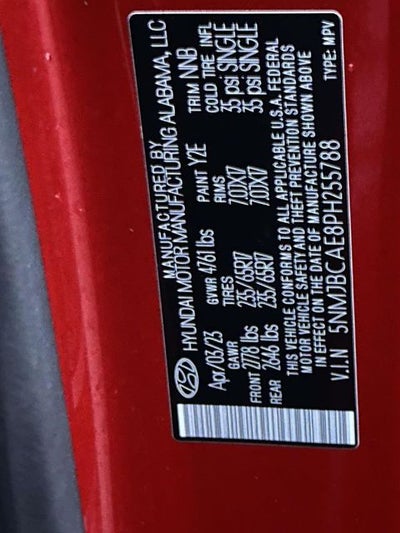 MANUFACTURED BY
HYUNDAI MOTOR MANUFACTURING ALABAMA, LLC
Apr/03/23 GVWR 4761 lbs PAINT Y2E TRIM NNB
GAWR TIRES RIMS COLD TIRE INFL
FRONT 2778 lbs 235/65R17 7.0JX17 35 psi SINGLE
REAR 2646 lbs 235/65R17 7.0JX17 35 psi SINGLE
THIS VEHICLE CONFORMS TO ALL APPLICABLE U.S.A. FEDERAL
MOTOR VEHICLE SAFETY AND THEFT PREVENTION STANDARDS
IN EFFECT ON THE DATE OF MANUFACTURE SHOWN ABOVE
V.I.N 5NMJBCAE8PH255788 TYPE: MPV